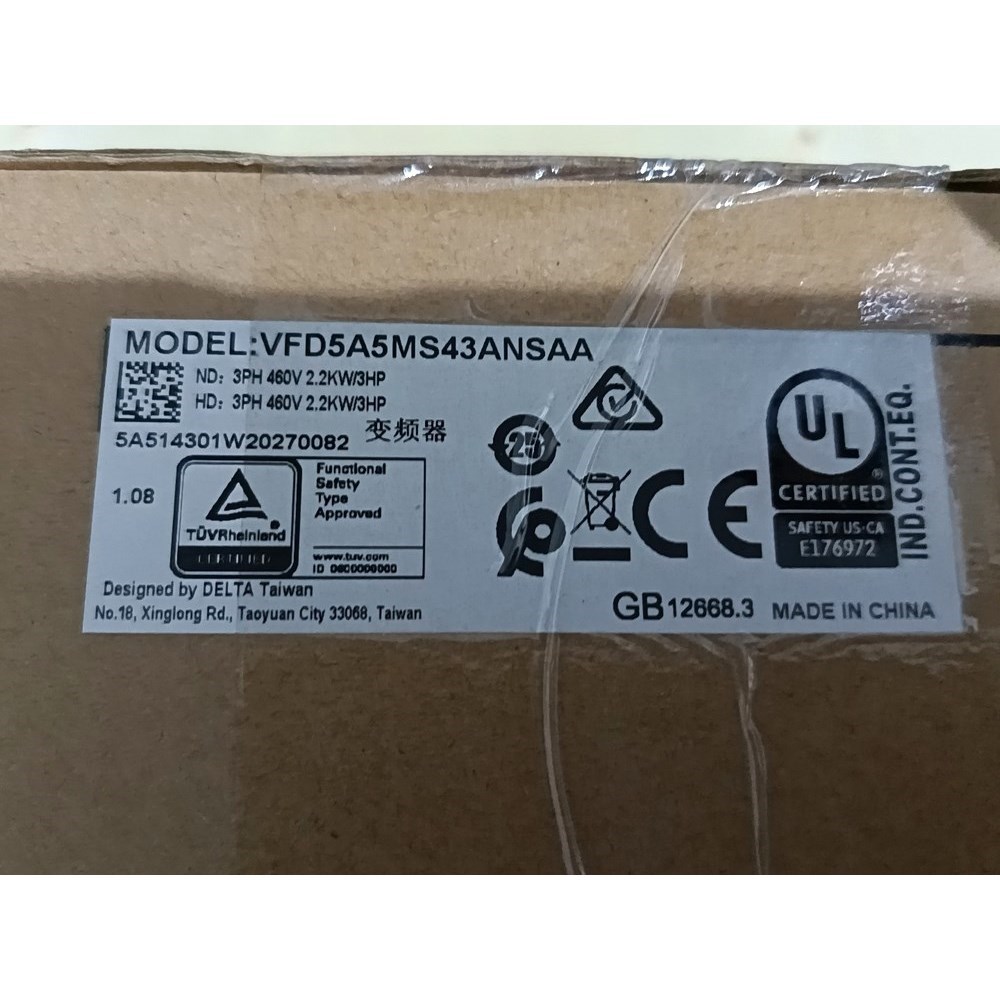 MODEL:VFD5A5MS43ANSAA
ND: 3PH 460V 2.2KW/3HP
HD: 3PH 460V 2.2KW/3HP
5A514301W20270082 变频器
1.08
TÜVRheinland
CERTIFIED
Functional
Safety
Type
Approved
www.tuv.com
ID 0600000000
25
CE
UL
®
CERTIFIED
SAFETY US-CA
E176972
IND.CONT.EQ.
Designed by DELTA Taiwan
No.18, Xinglong Rd., Taoyuan City 33068, Taiwan
GB12668.3 MADE IN CHINA